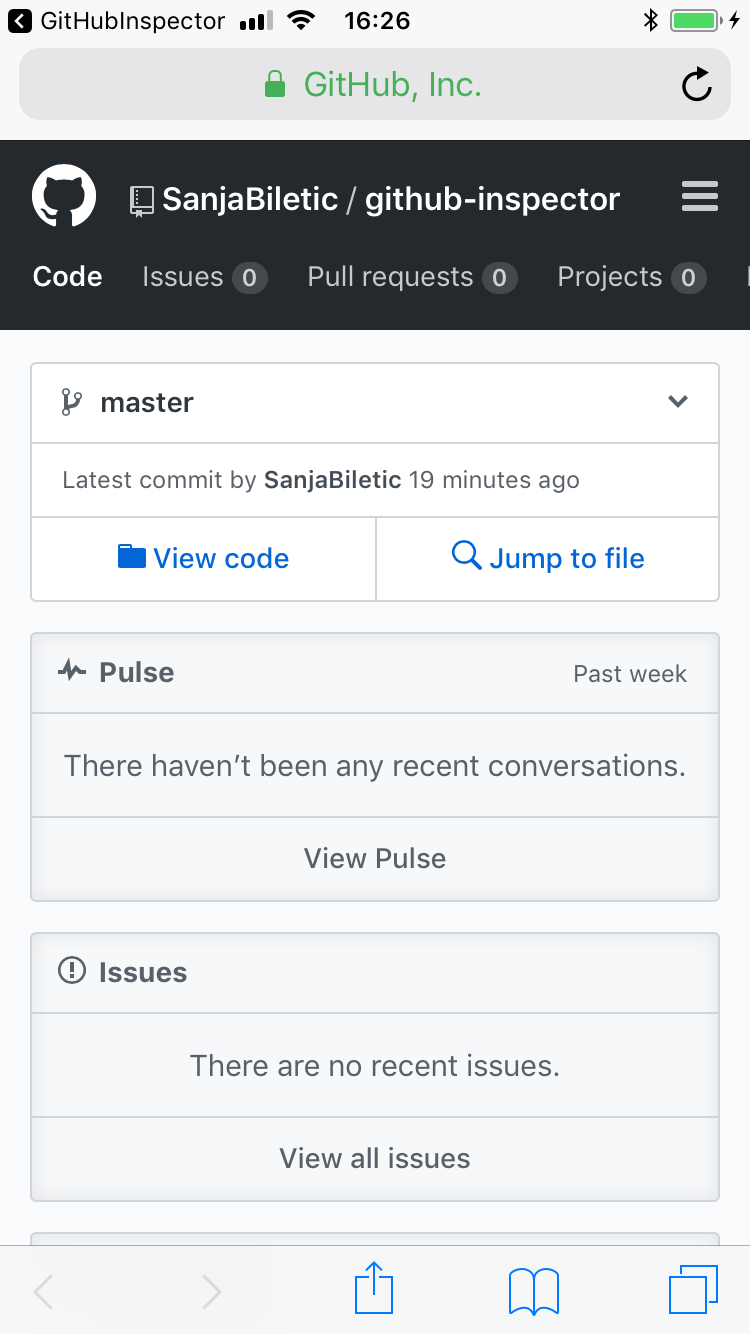 GitHubInspector 16:26
GitHub, Inc.
SanjaBiletic / github-inspector
Code Issues 0 Pull requests 0 Projects 0
master
Latest commit by SanjaBiletic 19 minutes ago
View code Jump to file
Pulse Past week
There haven’t been any recent conversations.
View Pulse
Issues
There are no recent issues.
View all issues